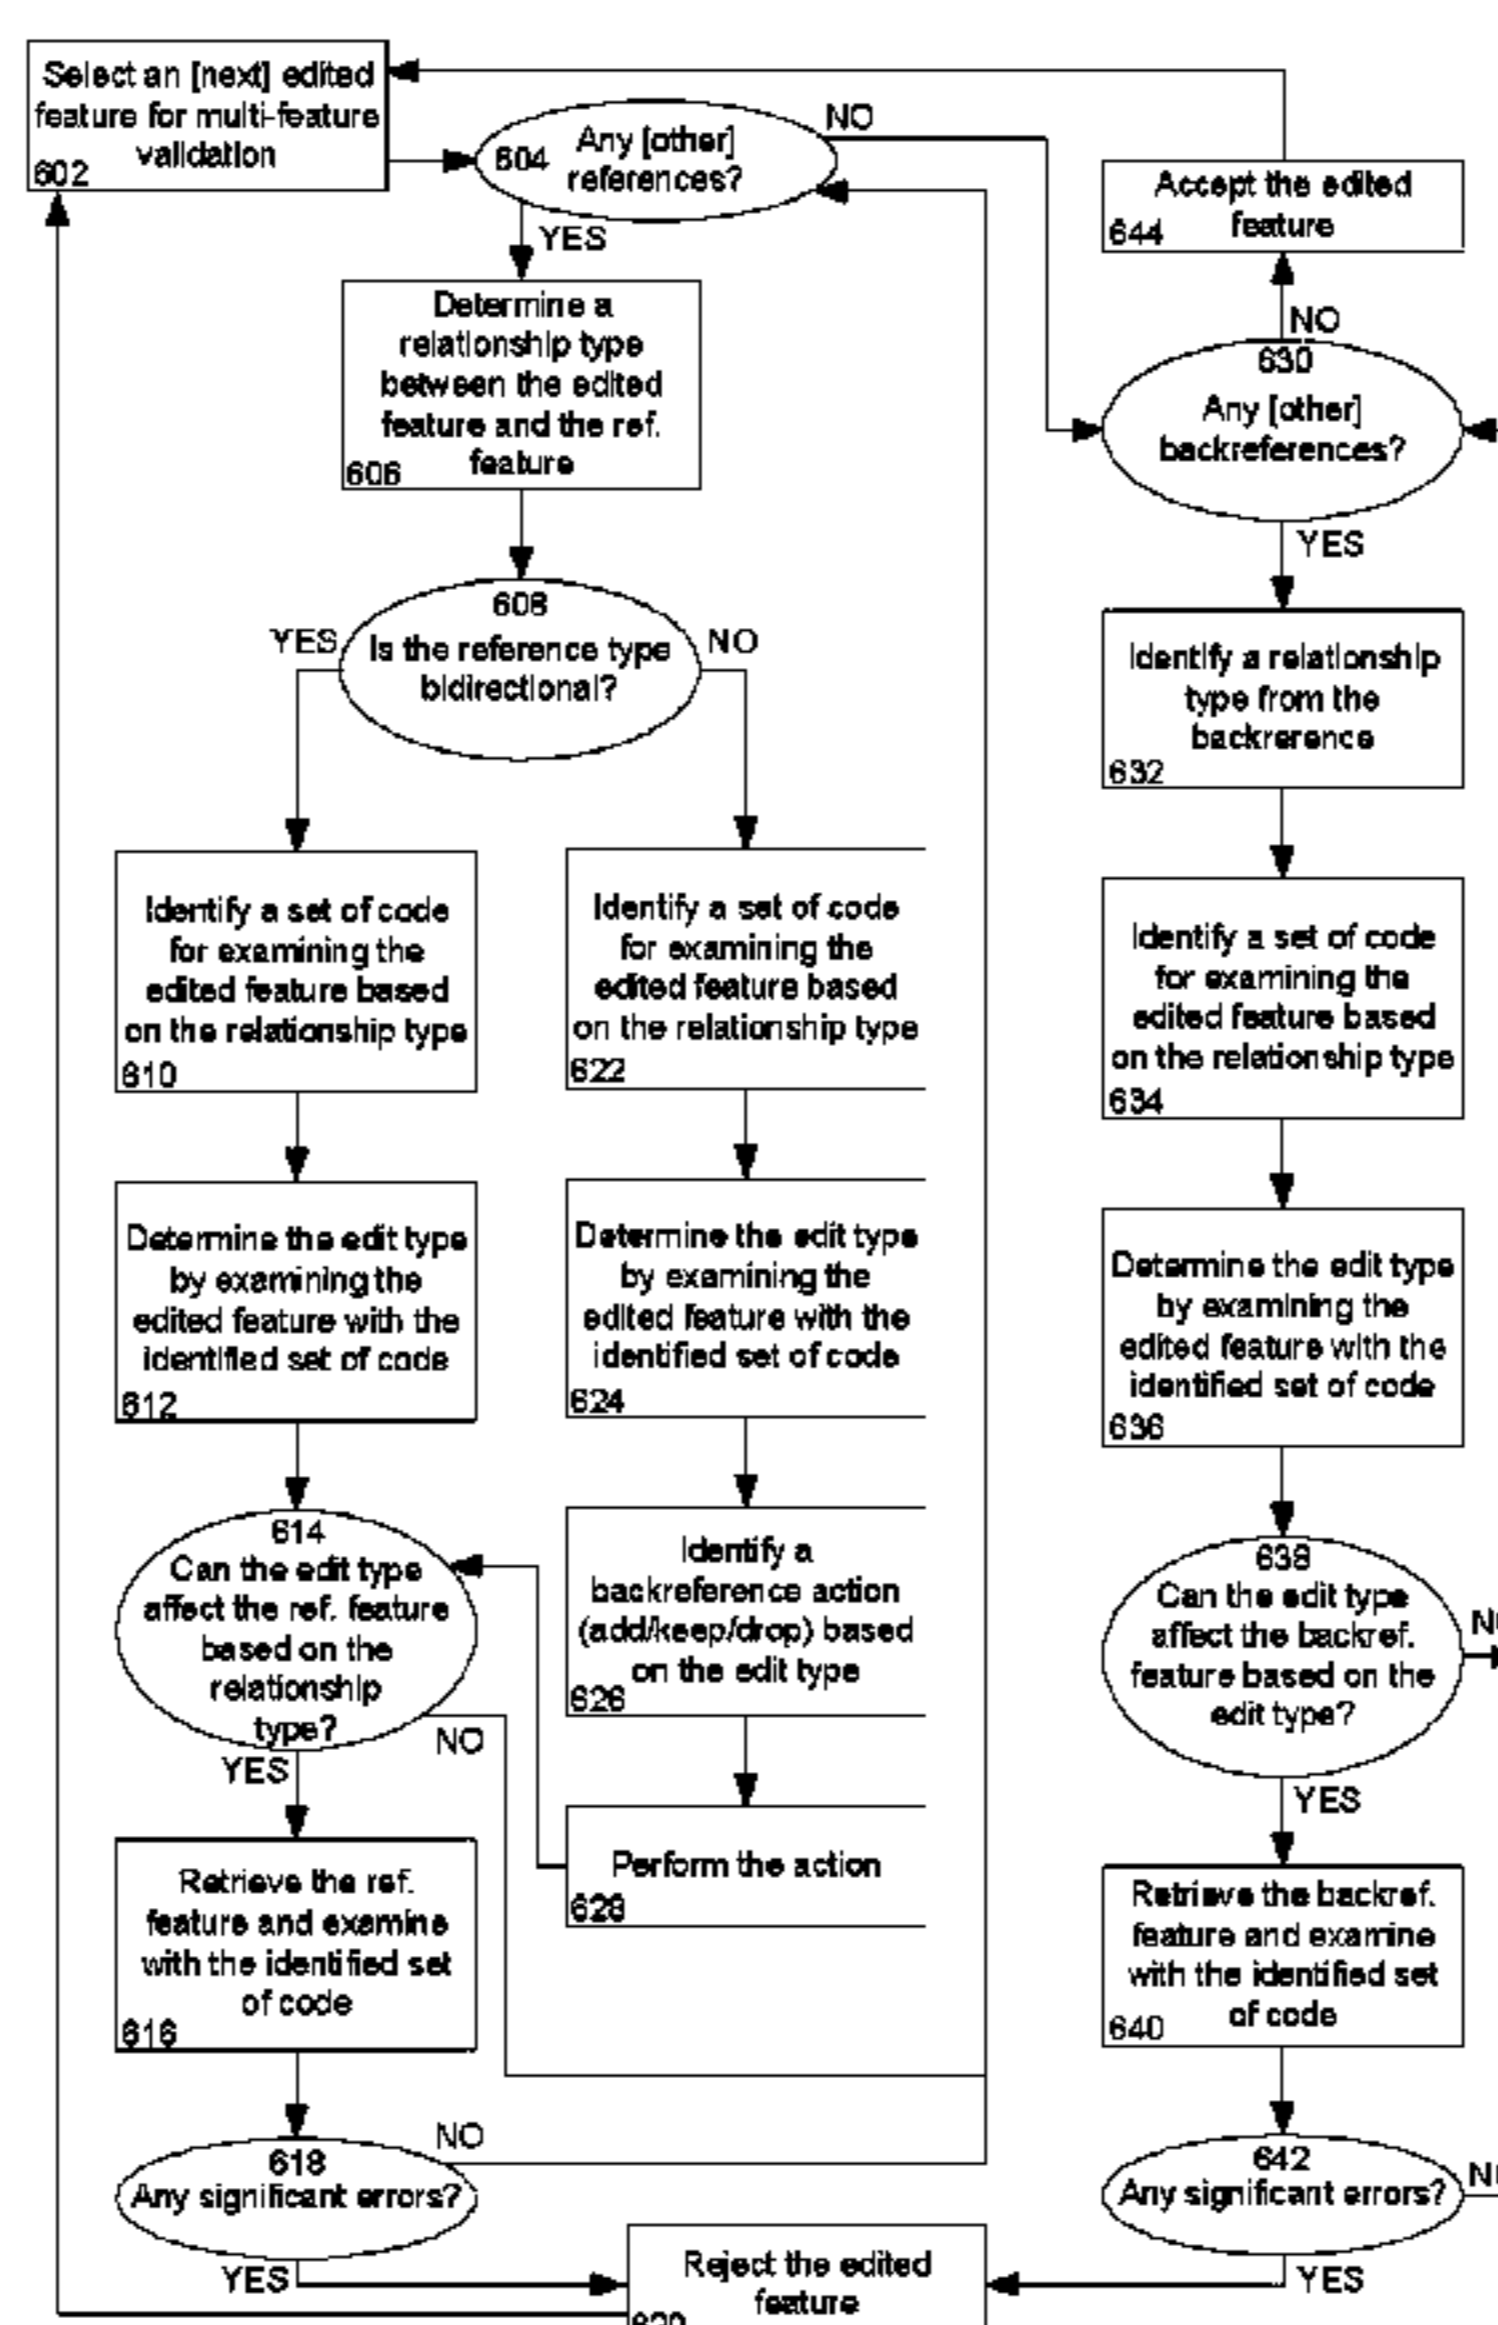 Select an [next] edited
feature for multi-feature
validation
602
604
Any [other]
references?
NO
YES
Determine a
relationship type
between the edited
feature and the ref.
feature
606
608
Is the reference type
bidirectional?
YES
NO
Identify a set of code
for examining the
edited feature based
on the relationship type
610
Determine the edit type
by examining the
edited feature with the
identified set of code
612
614
Can the edit type
affect the ref. feature
based on the
relationship
type?
NO
YES
Retrieve the ref.
feature and examine
with the identified set
of code
616
618
Any significant errors?
NO
YES
Identify a set of code
for examining the
edited feature based
on the relationship type
622
Determine the edit type
by examining the
edited feature with the
identified set of code
624
Identify a
backreference action
(add/keep/drop) based
on the edit type
626
Perform the action
628
Reject the edited
feature
Accept the edited
feature
644
NO
630
Any [other]
backreferences?
YES
Identify a relationship
type from the
backrerence
632
Identify a set of code
for examining the
edited feature based
on the relationship type
634
Determine the edit type
by examining the
edited feature with the
identified set of code
636
638
Can the edit type
affect the backref.
feature based on the
edit type?
YES
Retrieve the backref.
feature and examine
with the identified set
of code
640
642
Any significant errors?
YES